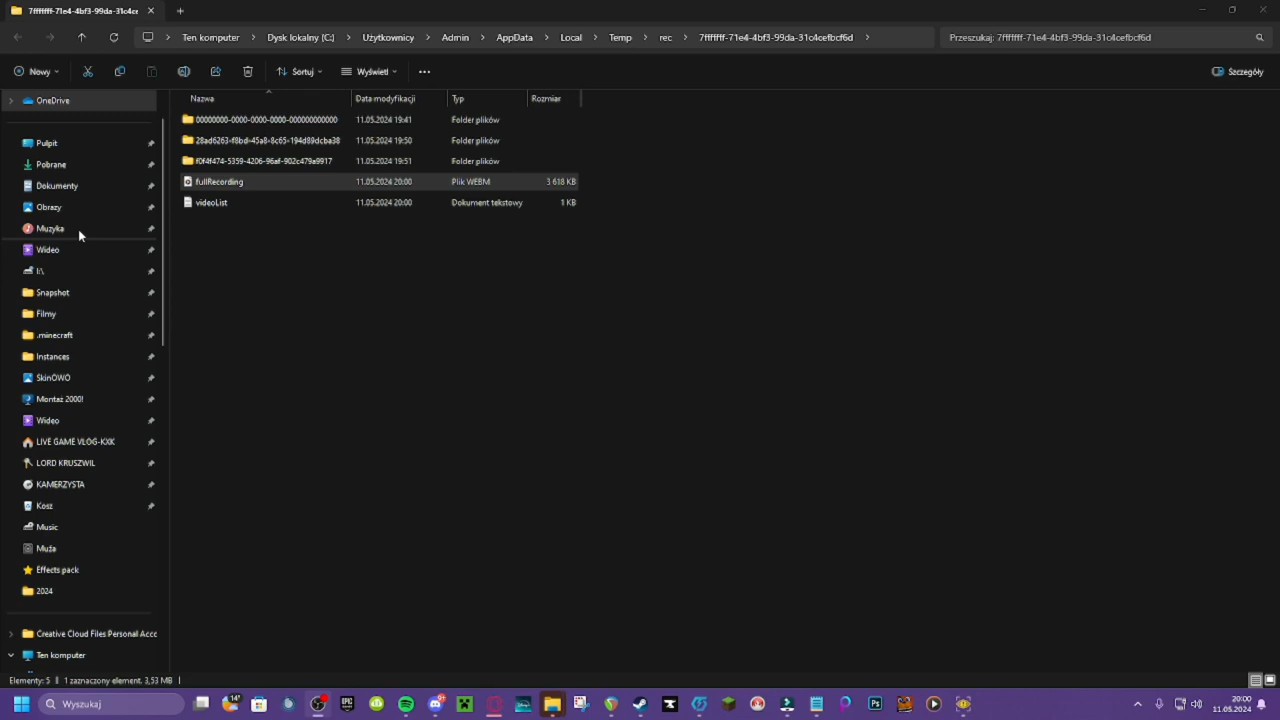 7fffffff-71e4-4bf3-99da-31c4ce
Ten komputer > Dysk lokalny (C:) > Użytkownicy > Admin > AppData > Local > Temp > rec > 7fffffff-71e4-4bf3-99da-31c4cefbcf6d >
Przeszukaj: 7fffffff-71e4-4bf3-99da-31c4cefbcf6d
Nowy
Sortuj
Wyświetl
Szczegóły
OneDrive
Pulpit
Pobrane
Dokumenty
Obrazy
Muzyka
Wideo
I:\
Snapshot
Filmy
.minecraft
Instances
SkinOWO
Montaż 2000!
Wideo
LIVE GAME VLOG-KXK
LORD KRUSZWIL
KAMERZYSTA
Kosz
Music
Muża
Effects pack
2024
Creative Cloud Files Personal Acco
Ten komputer
Nazwa Data modyfikacji Typ Rozmiar
00000000-0000-0000-0000-000000000000 11.05.2024 19:41 Folder plików
28ad6263-f8bd-45a8-8c65-194d89dcba38 11.05.2024 19:50 Folder plików
f0f4f474-5359-4206-96af-902c479a9917 11.05.2024 19:51 Folder plików
fullRecording 11.05.2024 20:00 Plik WEBM 3 618 KB
videoList 11.05.2024 20:00 Dokument tekstowy 1 KB
Elementy: 5 | 1 zaznaczony element. 3,53 MB |
Wyszukaj
14°
EPIC
9+
Ps
20:00
11.05.2024